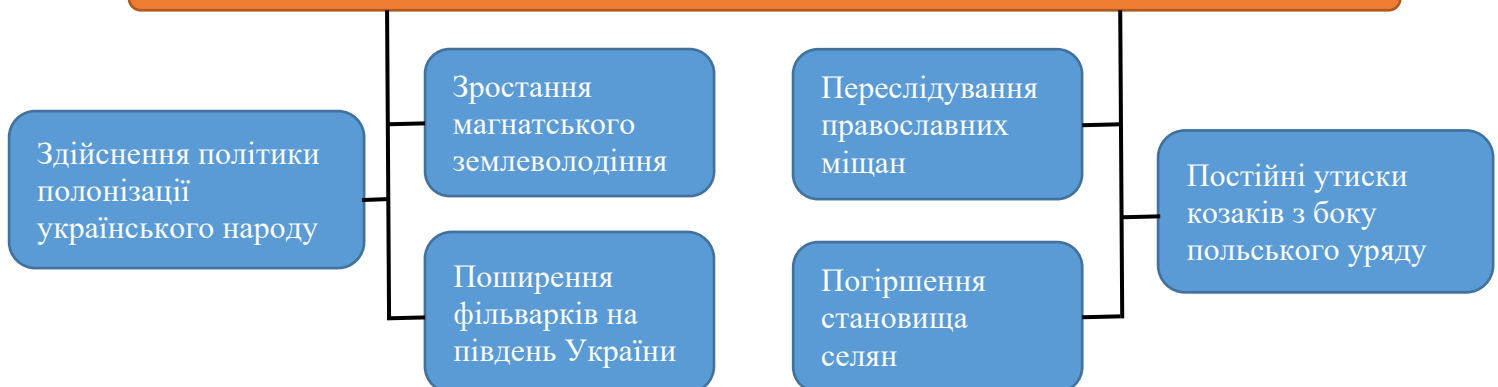 Здійснення політики
полонізації
українського народу
Зростання
магнатського
землеволодіння
Поширення
фільварків на
південь України
Переслідування
православних
міщан
Погіршення
становища
селян
Постійні утиски
козаків з боку
польського уряду